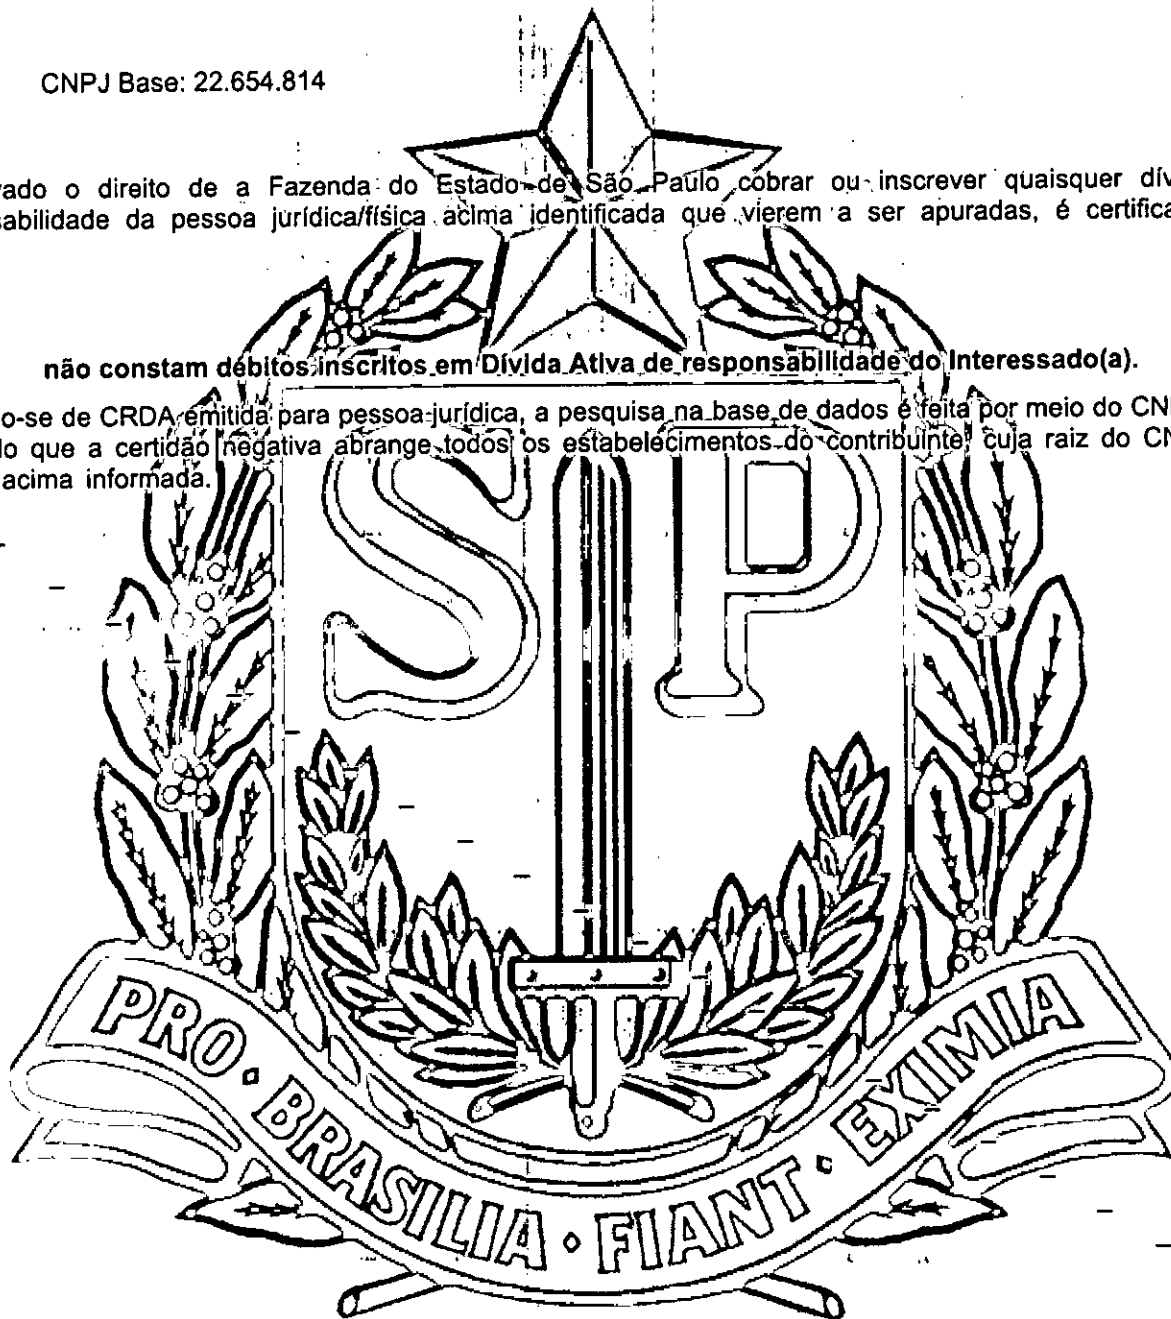 CNPJ Base: 22.654.814
vado o direito de a Fazenda do Estado de São Paulo cobrar ou inscrever quaisquer dív
sabilidade da pessoa jurídica/física acima identificada que vierem a ser apuradas, é certifica
não constam débitos inscritos em Dívida Ativa de responsabilidade do Interessado(a).
o-se de CRDA emitida para pessoa jurídica, a pesquisa na base de dados é feita por meio do CN
do que a certidão negativa abrange todos os estabelecimentos do contribuinte, cuja raiz do CN
acima informada.
SP
PRO BRASILIA FIANT EXIMIA